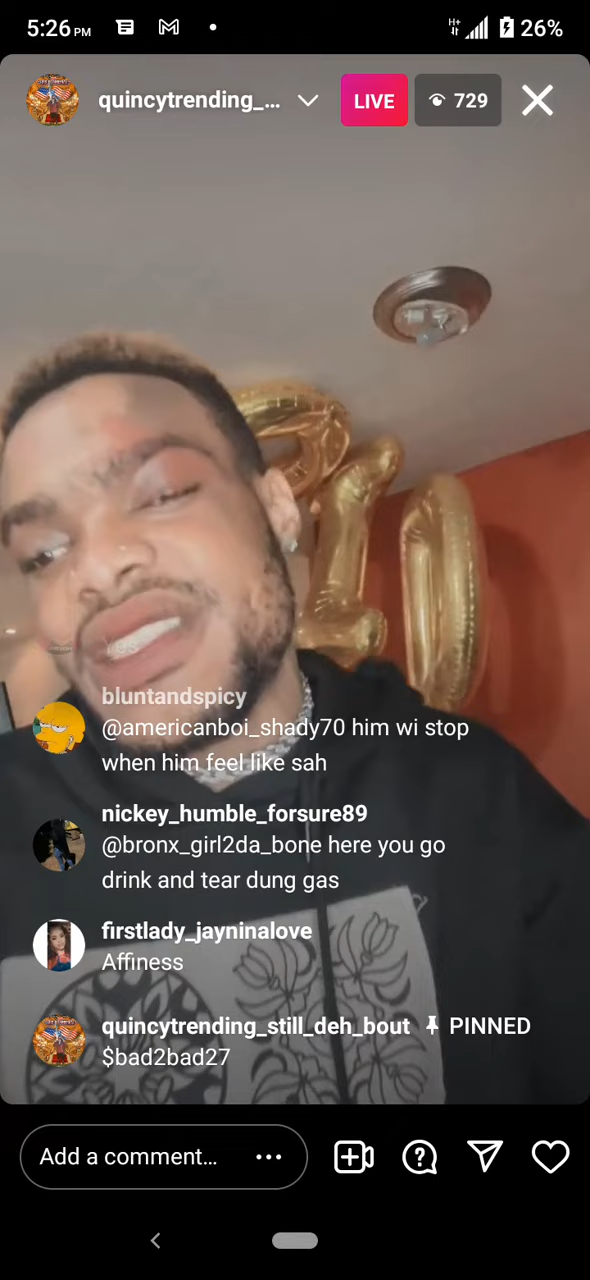 5:26 PM
H+
26%
quincytrending_...
LIVE
729
Yes
bluntandspicy
@americanboi_shady70 him wi stop
when him feel like sah
nickey_humble_forsure89
@bronx_girl2da_bone here you go
drink and tear dung gas
firstlady_jayninalove
Affiness
quincytrending_still_deh_bout PINNED
$bad2bad27
Add a comment...